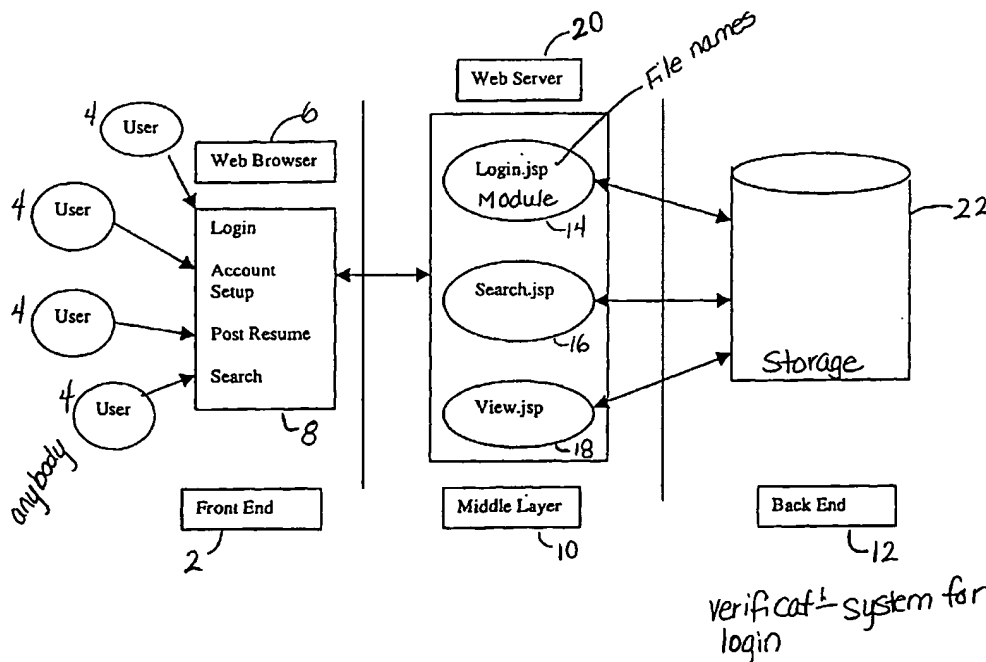 20
Web Server
File names
4
User
6
Web Browser
4
User
Login
Account
Setup
Post Resume
Search
8
4
User
4
User
anybody
Login.jsp
Module
14
Search.jsp
16
View.jsp
18
22
Storage
Front End
2
Middle Layer
10
Back End
12
system for
login